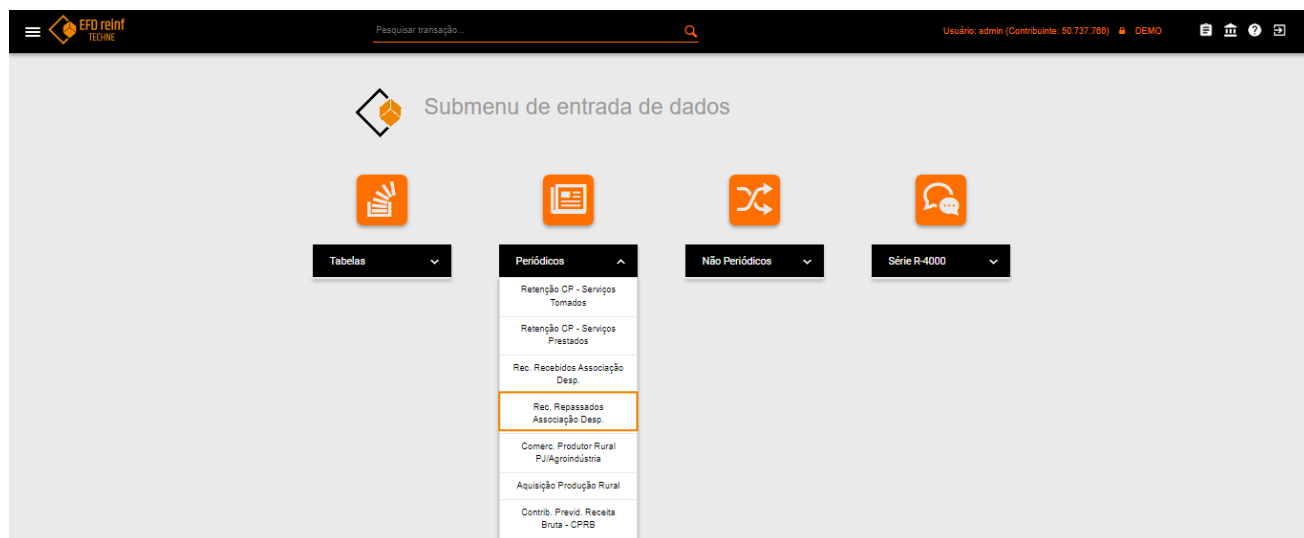 EFD reinf
TECHNE
Pesquisar transação...
Usuário: admin (Contribuinte: 50.737.766) DEMO
Submenu de entrada de dados
Tabelas
Periódicos
Não Periódicos
Série R-4000
Retenção CP - Serviços
Tomados
Retenção CP - Serviços
Prestados
Rec. Recebidos Associação
Desp.
Rec. Repassados
Associação Desp.
Comerc. Produtor Rural
PJ/Agroindústria
Aquisição Produção Rural
Contrib. Previd. Receita
Bruta - CPRB